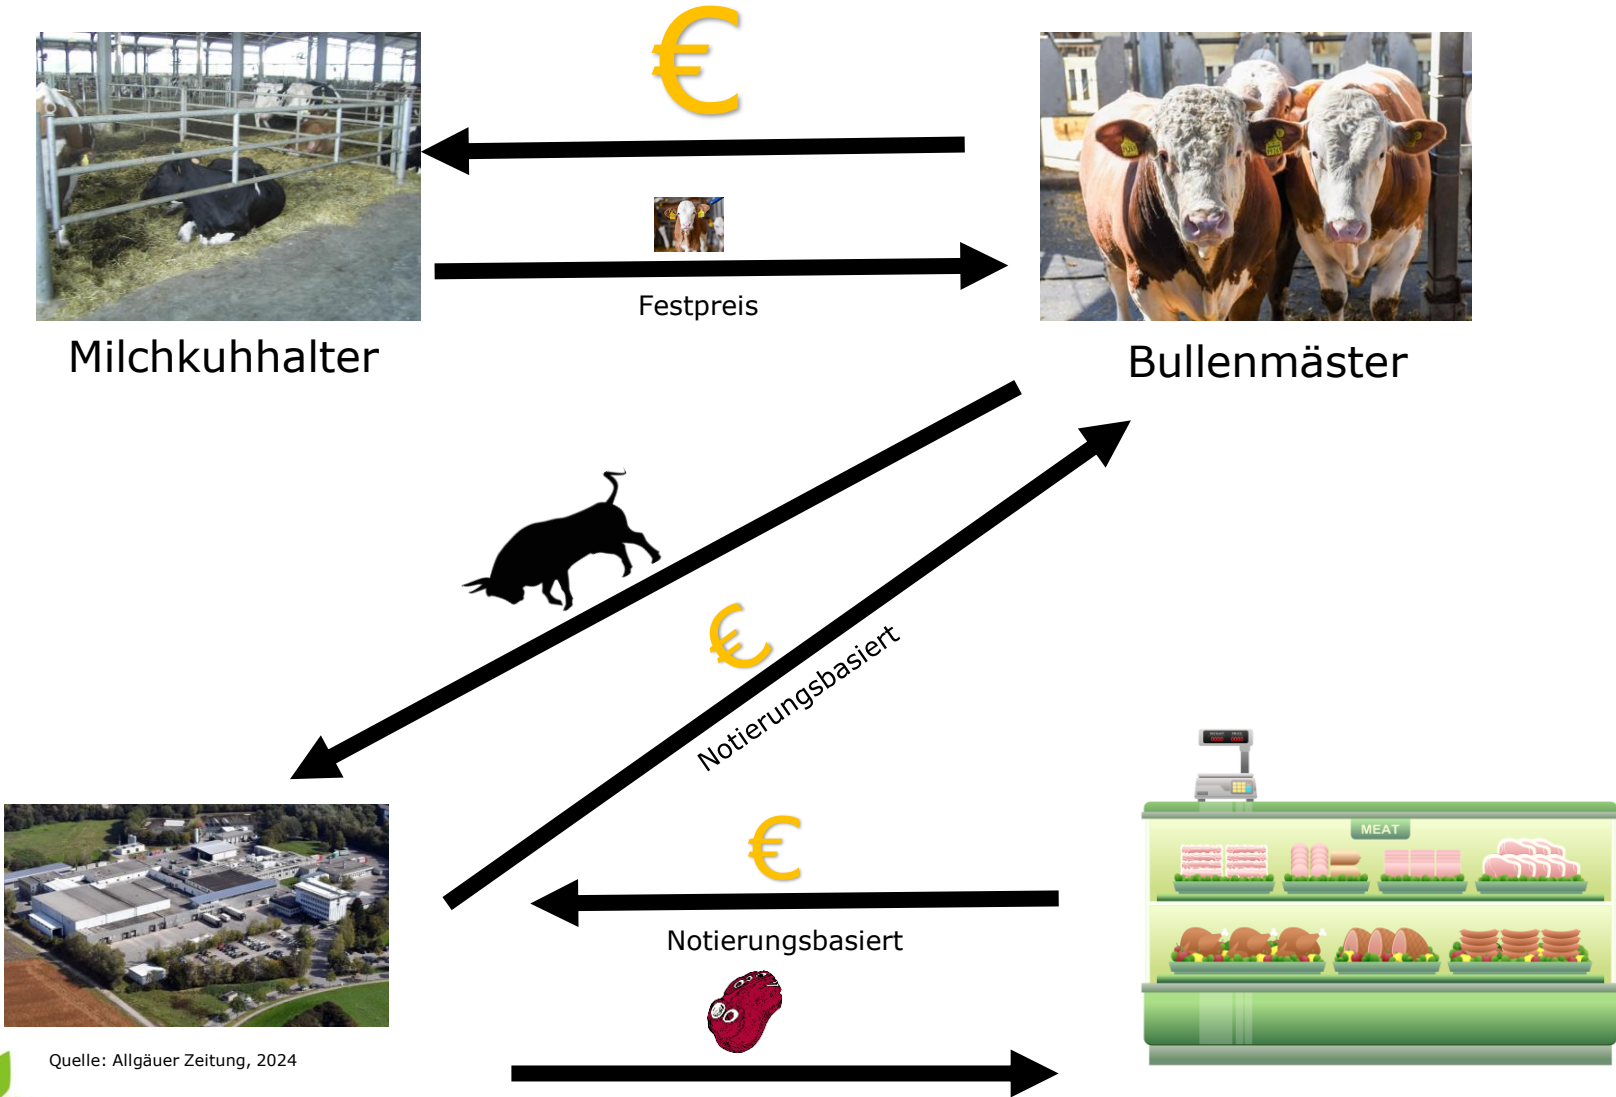 €
Festpreis
Milchkuhhalter
Bullenmäster
€
Notierungsbasiert
€
MEAT
Notierungsbasiert
Quelle: Allgäuer Zeitung, 2024